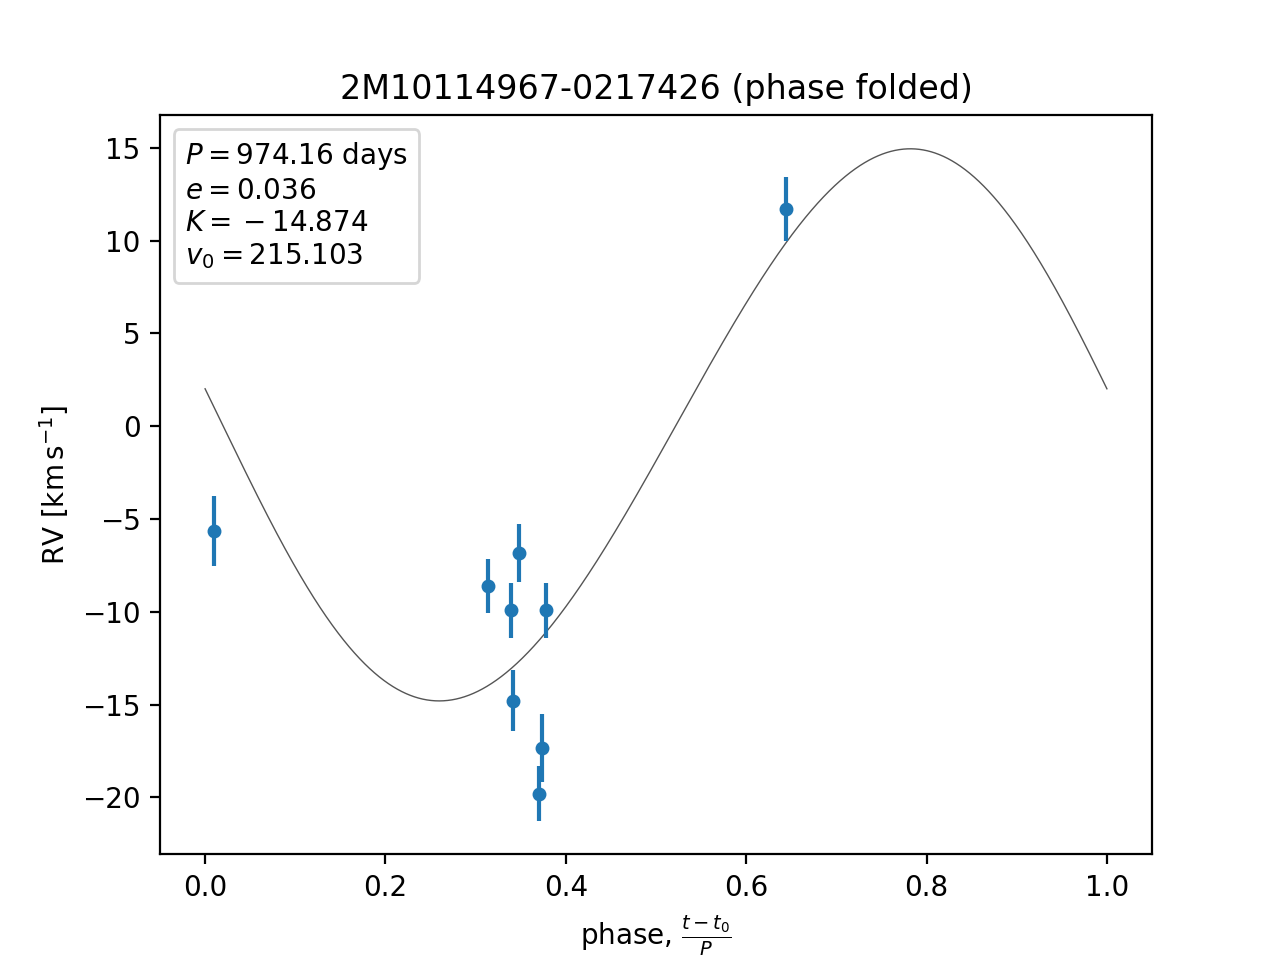 2M10114967-0217426 (phase folded)
P = 974.16 days
e = 0.036
K = −14.874
v₀ = 215.103
15
10
5
0
−5
−10
−15
−20
RV [km s⁻¹]
0.0 0.2 0.4 0.6 0.8 1.0
phase, (t − t₀)/P